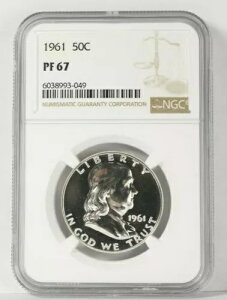 1961 50C
PF 67
6038993-049
NUMISMATIC GUARANTY CORPORATION
NGC
LIBERTY
1961
IN GOD WE TRUST